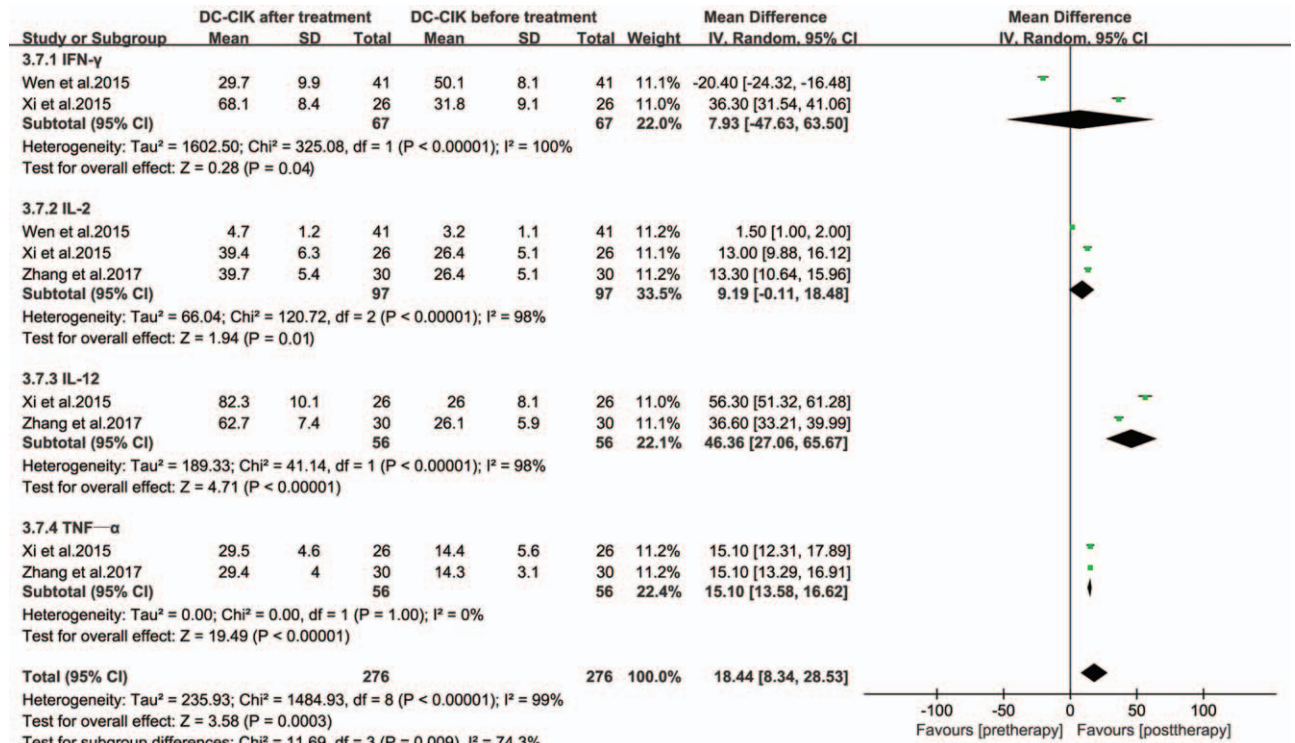 DC-CIK after treatment DC-CIK before treatment Mean Difference Mean Difference
Study or Subgroup Mean SD Total Mean SD Total Weight IV, Random, 95% CI IV, Random, 95% CI
3.7.1 IFN-γ
Wen et al.2015 29.7 9.9 41 50.1 8.1 41 11.1% -20.40 [-24.32, -16.48]
Xi et al.2015 68.1 8.4 26 31.8 9.1 26 11.0% 36.30 [31.54, 41.06]
Subtotal (95% CI) 67 67 22.0% 7.93 [-47.63, 63.50]
Heterogeneity: Tau² = 1602.50; Chi² = 325.08, df = 1 (P < 0.00001); I² = 100%
Test for overall effect: Z = 0.28 (P = 0.04)
3.7.2 IL-2
Wen et al.2015 4.7 1.2 41 3.2 1.1 41 11.2% 1.50 [1.00, 2.00]
Xi et al.2015 39.4 6.3 26 26.4 5.1 26 11.1% 13.00 [9.88, 16.12]
Zhang et al.2017 39.7 5.4 30 26.4 5.1 30 11.2% 13.30 [10.64, 15.96]
Subtotal (95% CI) 97 97 33.5% 9.19 [-0.11, 18.48]
Heterogeneity: Tau² = 66.04; Chi² = 120.72, df = 2 (P < 0.00001); I² = 98%
Test for overall effect: Z = 1.94 (P = 0.01)
3.7.3 IL-12
Xi et al.2015 82.3 10.1 26 26 8.1 26 11.0% 56.30 [51.32, 61.28]
Zhang et al.2017 62.7 7.4 30 26.1 5.9 30 11.1% 36.60 [33.21, 39.99]
Subtotal (95% CI) 56 56 22.1% 46.36 [27.06, 65.67]
Heterogeneity: Tau² = 189.33; Chi² = 41.14, df = 1 (P < 0.00001); I² = 98%
Test for overall effect: Z = 4.71 (P < 0.00001)
3.7.4 TNF—α
Xi et al.2015 29.5 4.6 26 14.4 5.6 26 11.2% 15.10 [12.31, 17.89]
Zhang et al.2017 29.4 4 30 14.3 3.1 30 11.2% 15.10 [13.29, 16.91]
Subtotal (95% CI) 56 56 22.4% 15.10 [13.58, 16.62]
Heterogeneity: Tau² = 0.00; Chi² = 0.00, df = 1 (P = 1.00); I² = 0%
Test for overall effect: Z = 19.49 (P < 0.00001)
Total (95% CI) 276 276 100.0% 18.44 [8.34, 28.53]
Heterogeneity: Tau² = 235.93; Chi² = 1484.93, df = 8 (P < 0.00001); I² = 99%
Test for overall effect: Z = 3.58 (P = 0.0003)
Test for subgroup differences: Chi² = 11.69, df = 3 (P = 0.009), I² = 74.3%
-100 -50 0 50 100
Favours [pretherapy] Favours [posttherapy]